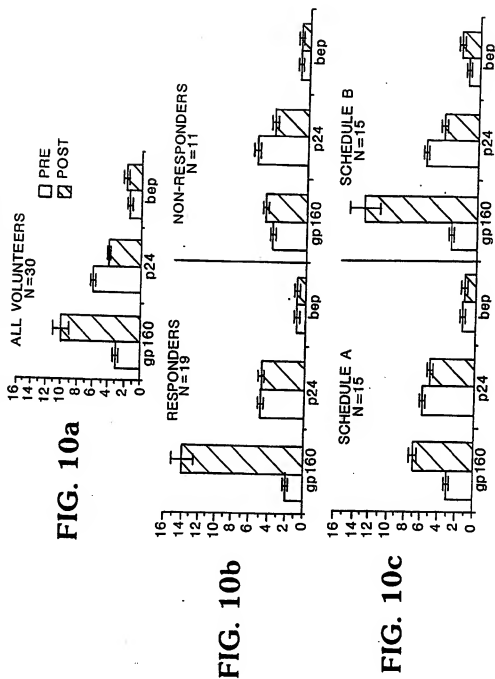 FIG. 10a
ALL VOLUNTEERS
N=30
PRE
POST
16
14
12
10
8
6
4
2
0
gp160
p24
bep
FIG. 10b
RESPONDERS
N=19
NON-RESPONDERS
N=11
16
14
12
10
8
6
4
2
0
gp160
p24
bep
gp160
p24
bep
FIG. 10c
SCHEDULE A
N=15
SCHEDULE B
N=15
16
14
12
10
8
6
4
2
0
gp160
p24
bep
gp160
p24
bep